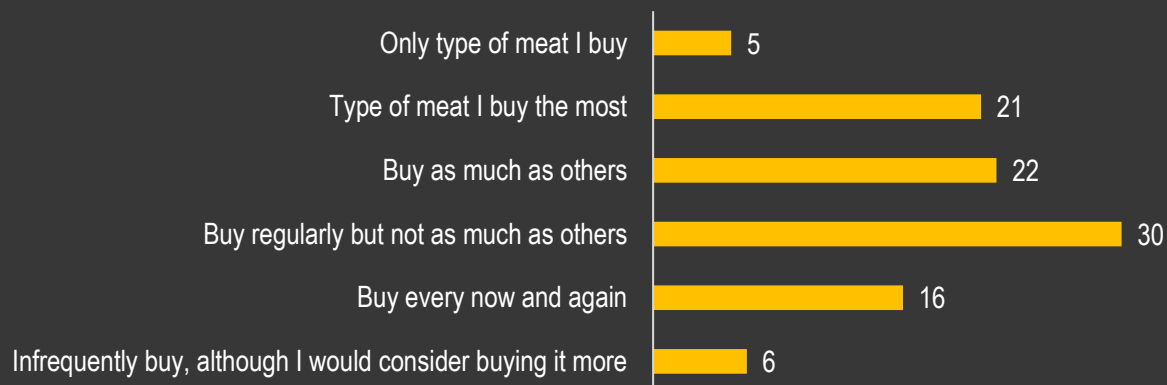 Only type of meat I buy 5
Type of meat I buy the most 21
Buy as much as others 22
Buy regularly but not as much as others 30
Buy every now and again 16
Infrequently buy, although I would consider buying it more 6